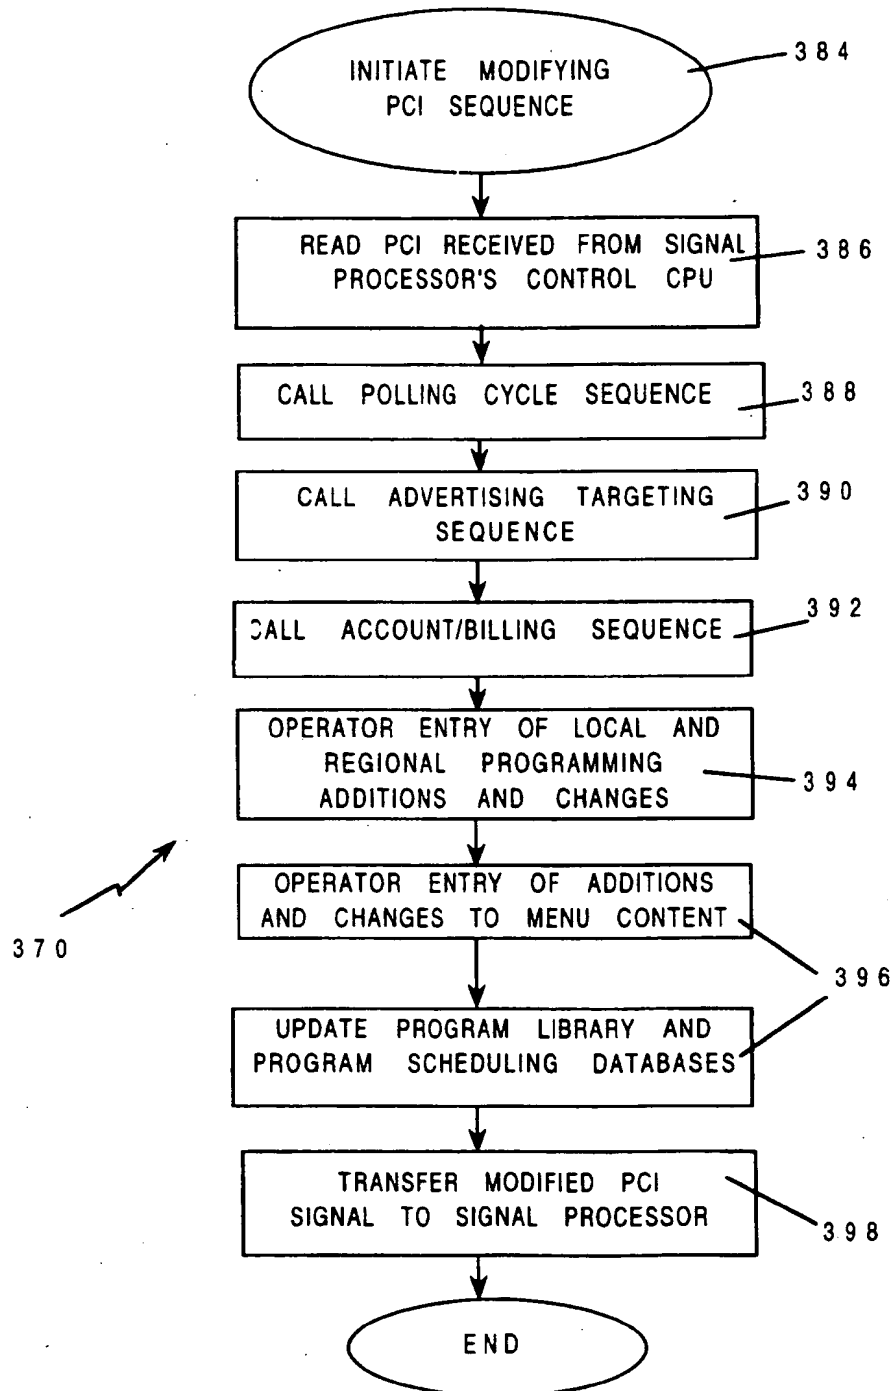 INITIATE MODIFYING
PCI SEQUENCE
384
READ PCI RECEIVED FROM SIGNAL
PROCESSOR'S CONTROL CPU
386
CALL POLLING CYCLE SEQUENCE
388
CALL ADVERTISING TARGETING
SEQUENCE
390
CALL ACCOUNT/BILLING SEQUENCE
392
OPERATOR ENTRY OF LOCAL AND
REGIONAL PROGRAMMING
ADDITIONS AND CHANGES
394
OPERATOR ENTRY OF ADDITIONS
AND CHANGES TO MENU CONTENT
370
396
UPDATE PROGRAM LIBRARY AND
PROGRAM SCHEDULING DATABASES
TRANSFER MODIFIED PCI
SIGNAL TO SIGNAL PROCESSOR
398
END